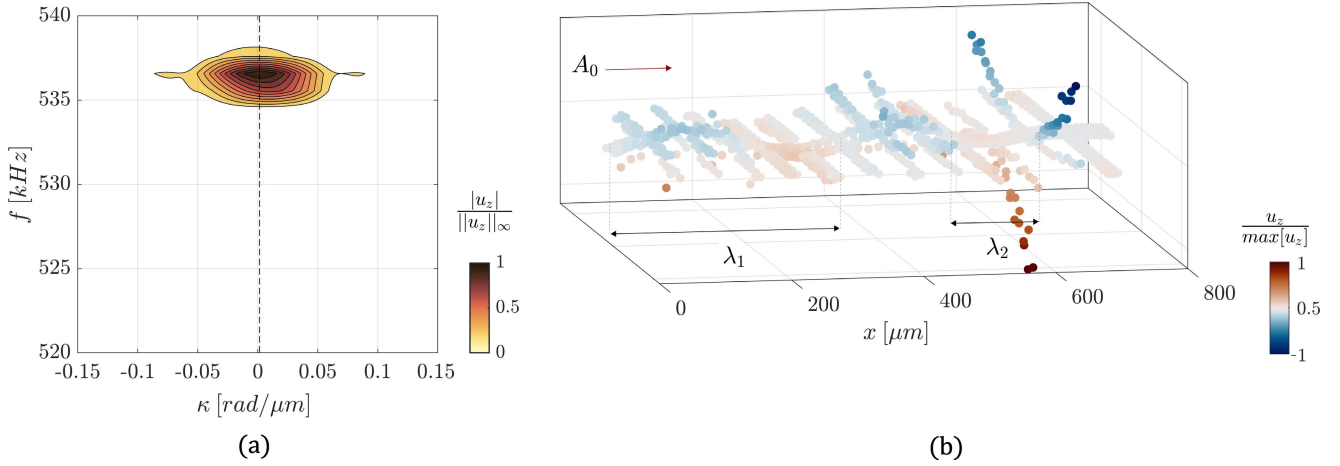 540
535
530
525
520
f [kHz]
-0.15 -0.1 -0.05 0 0.05 0.1 0.15
κ [rad/μm]
|u_z|
||u_z||_∞
1
0.5
0
(a)
A_0
λ_1
λ_2
0 200 400 600 800
x [μm]
u_z
max[u_z]
1
0.5
-1
(b)